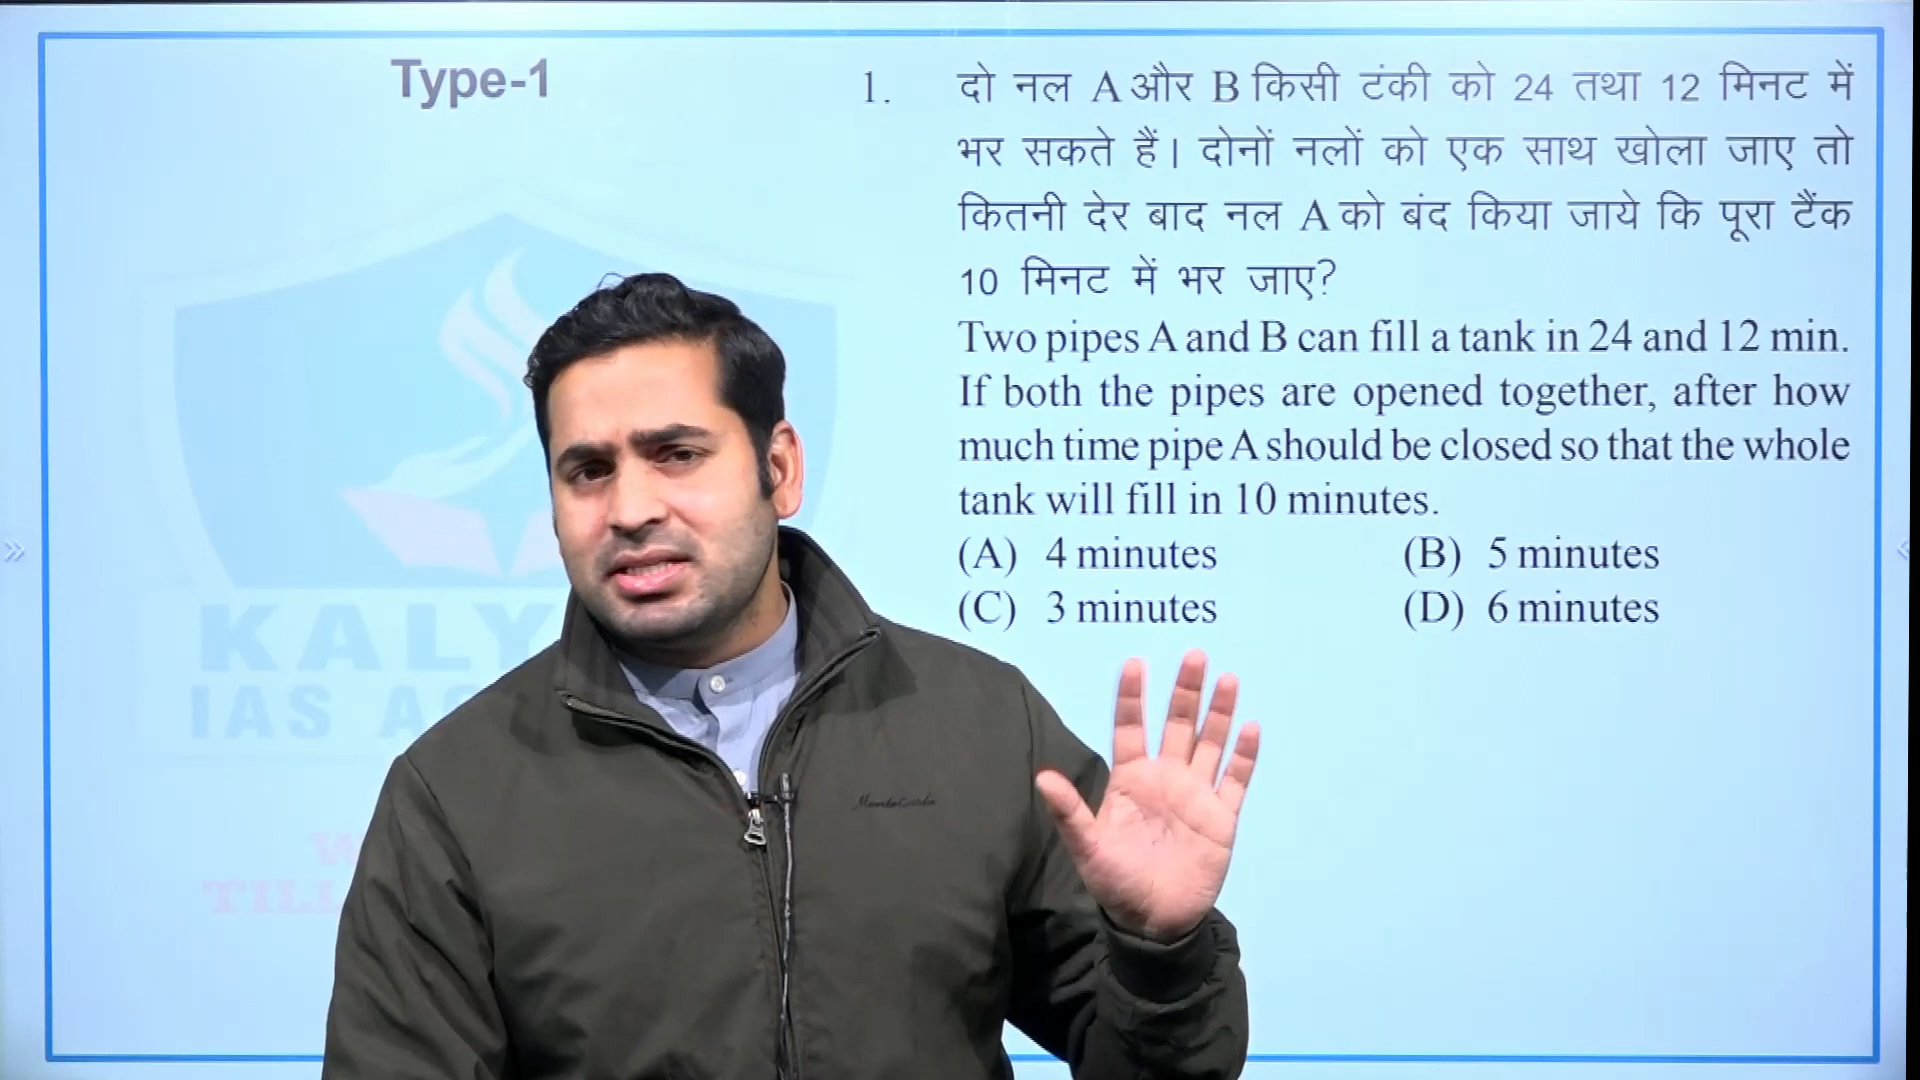 Type-1
1. दो नल A और B किसी टंकी को 24 तथा 12 मिनट में
भर सकते हैं। दोनों नलों को एक साथ खोला जाए तो
कितनी देर बाद नल A को बंद किया जाये कि पूरा टैंक
10 मिनट में भर जाए?
Two pipes A and B can fill a tank in 24 and 12 min.
If both the pipes are opened together, after how
much time pipe A should be closed so that the whole
tank will fill in 10 minutes.
(A) 4 minutes (B) 5 minutes
(C) 3 minutes (D) 6 minutes
KALY
IAS A
W
TILL